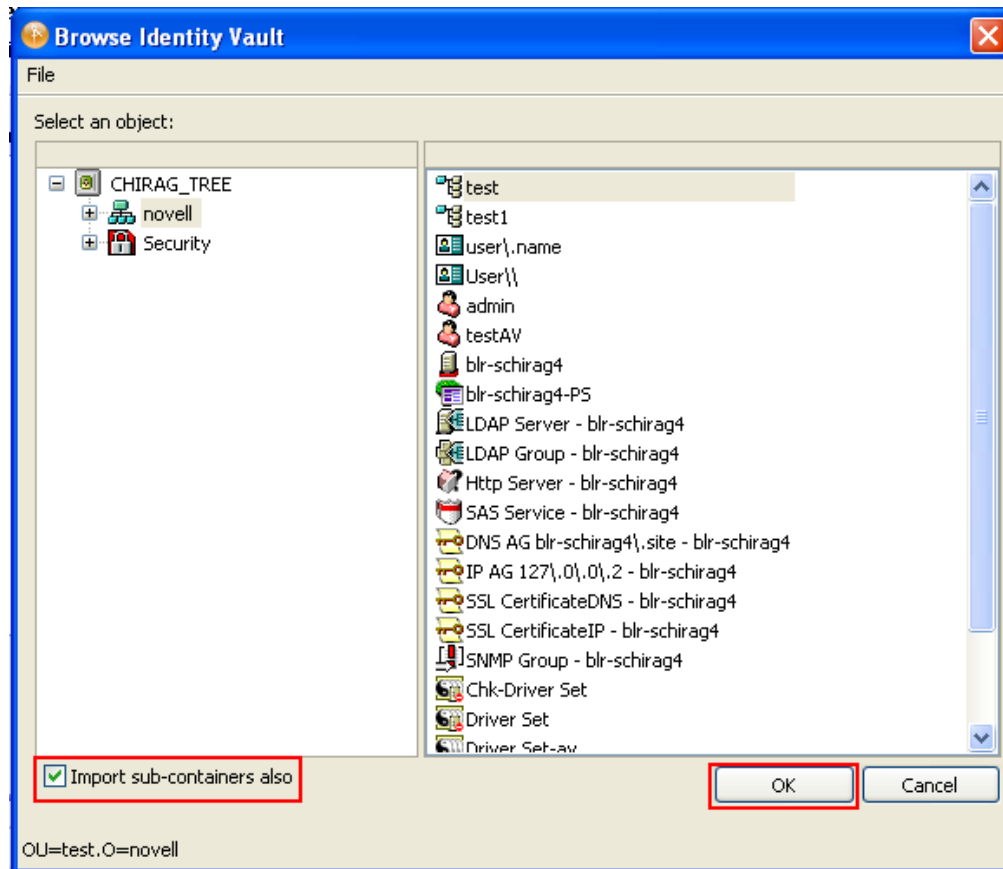 Browse Identity Vault
File
Select an object:
CHIRAG_TREE
novell
Security
test
test1
user\.name
User\\
admin
testAV
blr-schirag4
blr-schirag4-PS
LDAP Server - blr-schirag4
LDAP Group - blr-schirag4
Http Server - blr-schirag4
SAS Service - blr-schirag4
DNS AG blr-schirag4\.site - blr-schirag4
IP AG 127\.0\.0\.2 - blr-schirag4
SSL CertificateDNS - blr-schirag4
SSL CertificateIP - blr-schirag4
SNMP Group - blr-schirag4
Chk-Driver Set
Driver Set
Driver Set-av
Import sub-containers also
OK
Cancel
OU=test.O=novell